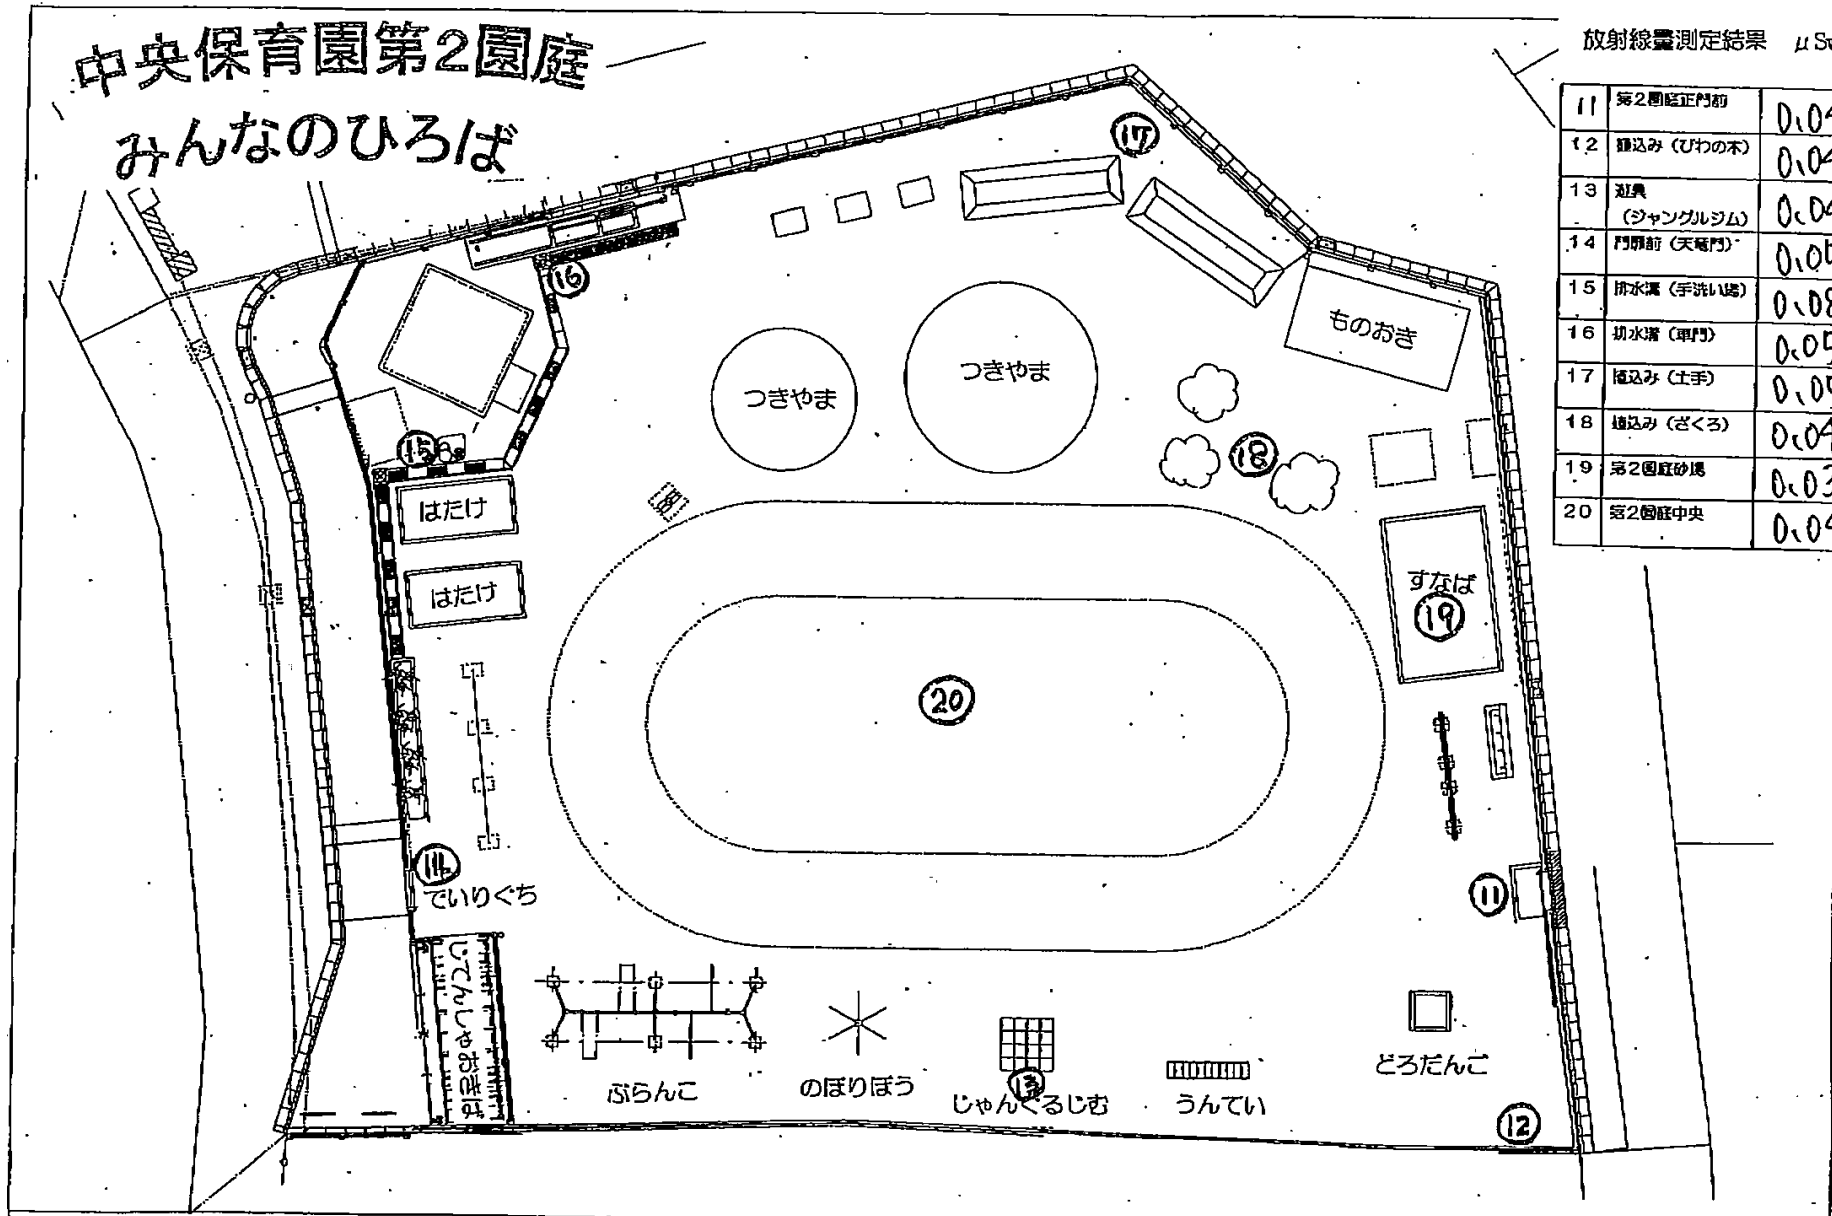 中央保育園第2園庭
みんなのひろば
放射線量測定結果 μSv
11 第2園庭正門前 0.04
12 植込み（びわの木） 0.04
13 遊具（ジャングルジム） 0.04
14 門扉前（天竜門） 0.05
15 排水溝（手洗い場） 0.08
16 排水溝（車門） 0.05
17 植込み（土手）
18 植込み（ざくろ） 0.04
19 第2園庭砂場 0.03
20 第2園庭中央 0.04
17
16
ものおき
つきやま
つきやま
15
18
はたけ
はたけ
すなば
19
20
14
でいりぐち
11
じてんしゃおきば
ぶらんこ
のぼりぼう
じゃんぐるじむ
13
うんてい
どろだんご
12